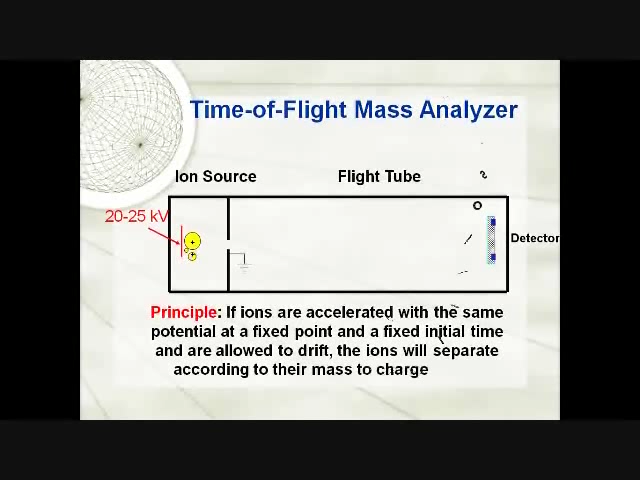 Time-of-Flight Mass Analyzer
Ion Source
Flight Tube
20-25 kV
+
+
Detector
Principle: If ions are accelerated with the same
potential at a fixed point and a fixed initial time
and are allowed to drift, the ions will separate
according to their mass to charge